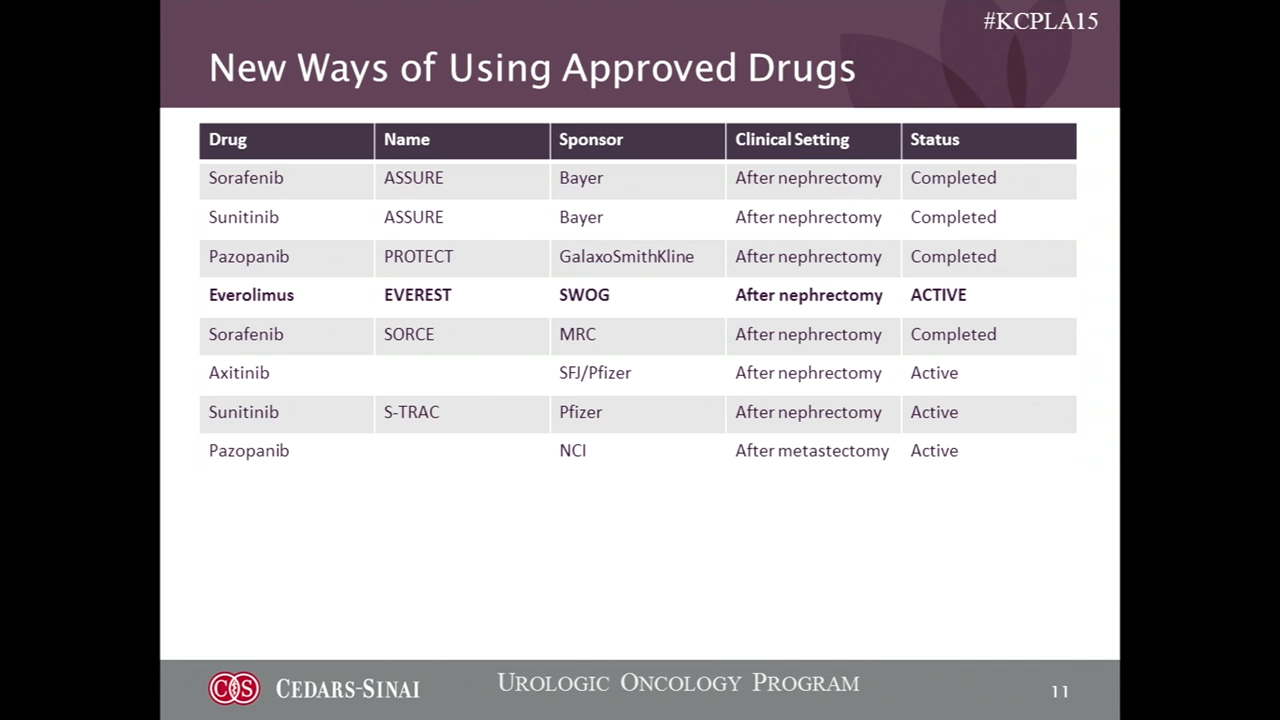 #KCPLA15
New Ways of Using Approved Drugs
Drug Name Sponsor Clinical Setting Status
Sorafenib ASSURE Bayer After nephrectomy Completed
Sunitinib ASSURE Bayer After nephrectomy Completed
Pazopanib PROTECT GalaxoSmithKline After nephrectomy Completed
Everolimus EVEREST SWOG After nephrectomy ACTIVE
Sorafenib SORCE MRC After nephrectomy Completed
Axitinib SFJ/Pfizer After nephrectomy Active
Sunitinib S-TRAC Pfizer After nephrectomy Active
Pazopanib NCI After metastectomy Active
CEDARS-SINAI UROLOGIC ONCOLOGY PROGRAM 11